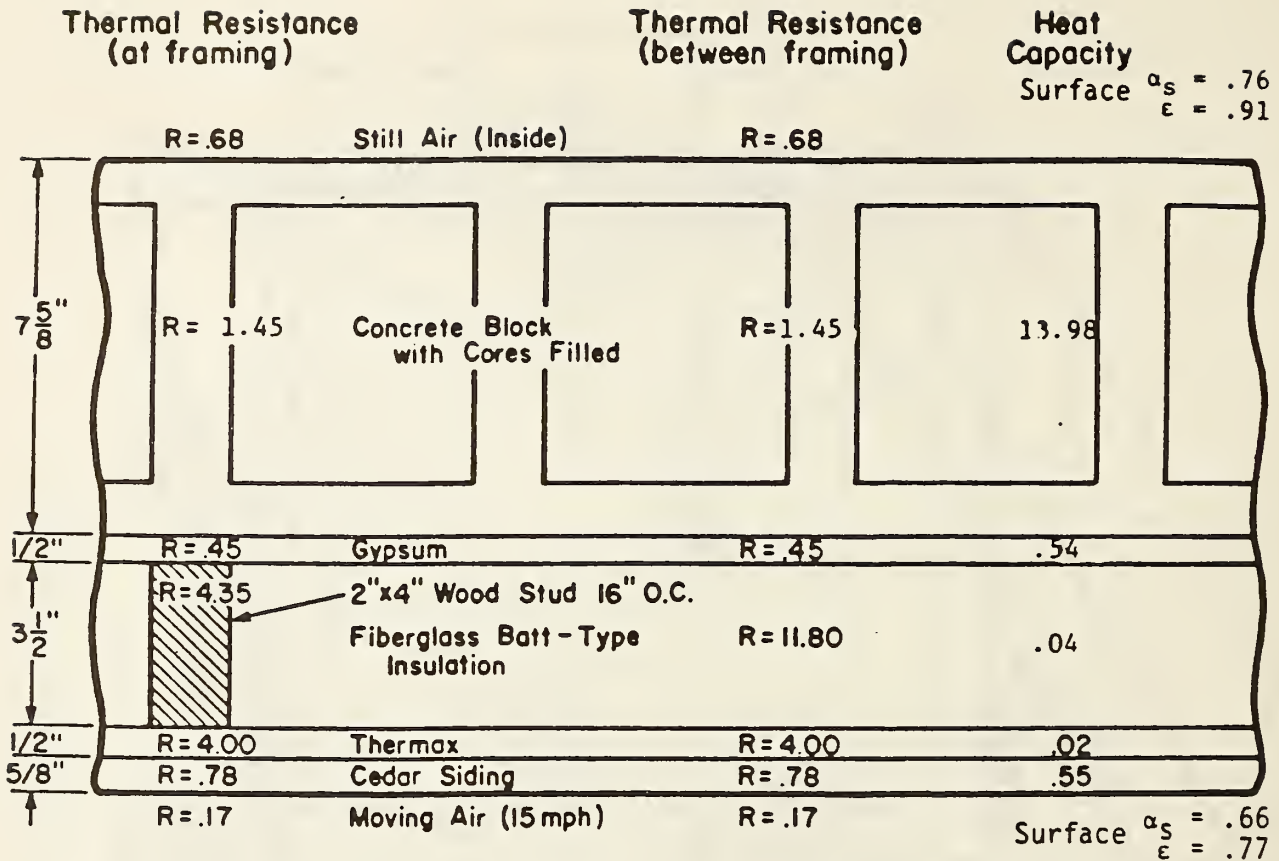 Thermal Resistance (at framing)
Thermal Resistance (between framing)
Heat Capacity
Surface αs = .76
ε = .91
R=.68 Still Air (Inside) R=.68
7 5/8" R= 1.45 Concrete Block with Cores Filled R=1.45 13.98
1/2" R=.45 Gypsum R=.45 .54
R=4.35 2"x4" Wood Stud 16" O.C.
3 1/2" Fiberglass Batt-Type Insulation R=11.80 .04
1/2" R=4.00 Thermax R=4.00 .02
5/8" R=.78 Cedar Siding R=.78 .55
R=.17 Moving Air (15 mph) R=.17
Surface αs = .66
ε = .77